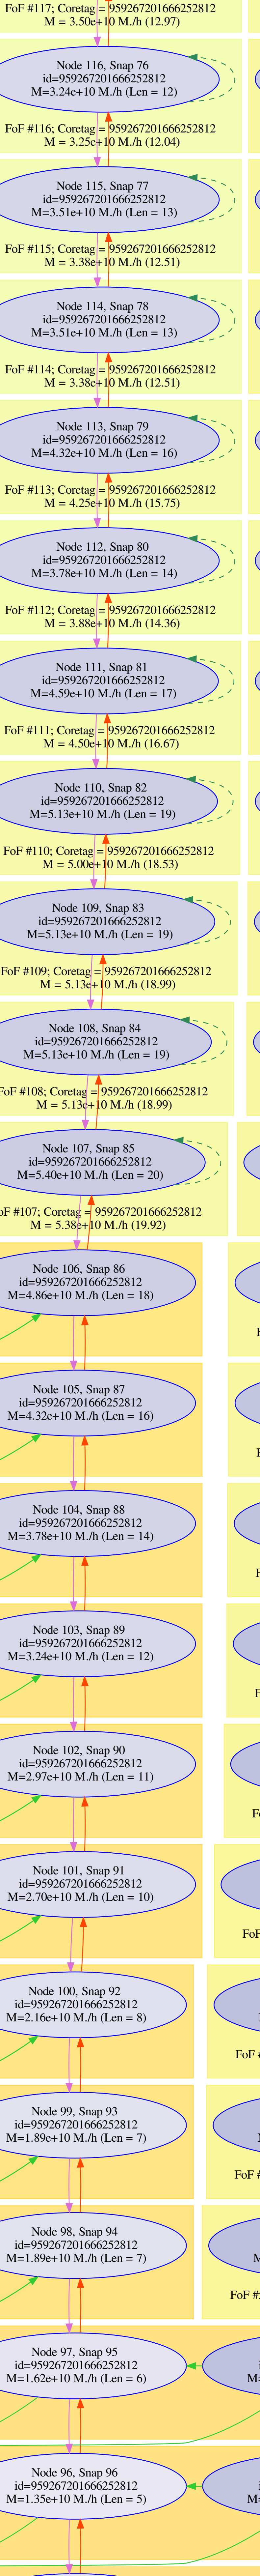 FoF #117; Coretag = 959267201666252812
M = 3.50e+10 M./h (12.97)
Node 116, Snap 76
id=959267201666252812
M=3.24e+10 M./h (Len = 12)
FoF #116; Coretag = 959267201666252812
M = 3.25e+10 M./h (12.04)
Node 115, Snap 77
id=959267201666252812
M=3.51e+10 M./h (Len = 13)
FoF #115; Coretag = 959267201666252812
M = 3.38e+10 M./h (12.51)
Node 114, Snap 78
id=959267201666252812
M=3.51e+10 M./h (Len = 13)
FoF #114; Coretag = 959267201666252812
M = 3.38e+10 M./h (12.51)
Node 113, Snap 79
id=959267201666252812
M=4.32e+10 M./h (Len = 16)
FoF #113; Coretag = 959267201666252812
M = 4.25e+10 M./h (15.75)
Node 112, Snap 80
id=959267201666252812
M=3.78e+10 M./h (Len = 14)
FoF #112; Coretag = 959267201666252812
M = 3.88e+10 M./h (14.36)
Node 111, Snap 81
id=959267201666252812
M=4.59e+10 M./h (Len = 17)
FoF #111; Coretag = 959267201666252812
M = 4.50e+10 M./h (16.67)
Node 110, Snap 82
id=959267201666252812
M=5.13e+10 M./h (Len = 19)
FoF #110; Coretag = 959267201666252812
M = 5.00e+10 M./h (18.53)
Node 109, Snap 83
id=959267201666252812
M=5.13e+10 M./h (Len = 19)
FoF #109; Coretag = 959267201666252812
M = 5.13e+10 M./h (18.99)
Node 108, Snap 84
id=959267201666252812
M=5.13e+10 M./h (Len = 19)
FoF #108; Coretag = 959267201666252812
M = 5.13e+10 M./h (18.99)
Node 107, Snap 85
id=959267201666252812
M=5.40e+10 M./h (Len = 20)
oF #107; Coretag = 959267201666252812
M = 5.38e+10 M./h (19.92)
Node 106, Snap 86
id=959267201666252812
M=4.86e+10 M./h (Len = 18)
Node 105, Snap 87
id=959267201666252812
M=4.32e+10 M./h (Len = 16)
Node 104, Snap 88
id=959267201666252812
M=3.78e+10 M./h (Len = 14)
Node 103, Snap 89
id=959267201666252812
M=3.24e+10 M./h (Len = 12)
Node 102, Snap 90
id=959267201666252812
M=2.97e+10 M./h (Len = 11)
Node 101, Snap 91
id=959267201666252812
M=2.70e+10 M./h (Len = 10)
FoF
Node 100, Snap 92
id=959267201666252812
M=2.16e+10 M./h (Len = 8)
FoF #
Node 99, Snap 93
id=959267201666252812
M=1.89e+10 M./h (Len = 7)
FoF #
Node 98, Snap 94
id=959267201666252812
M=1.89e+10 M./h (Len = 7)
FoF #
Node 97, Snap 95
id=959267201666252812
M=1.62e+10 M./h (Len = 6)
M=
Node 96, Snap 96
id=959267201666252812
M=1.35e+10 M./h (Len = 5)
M=